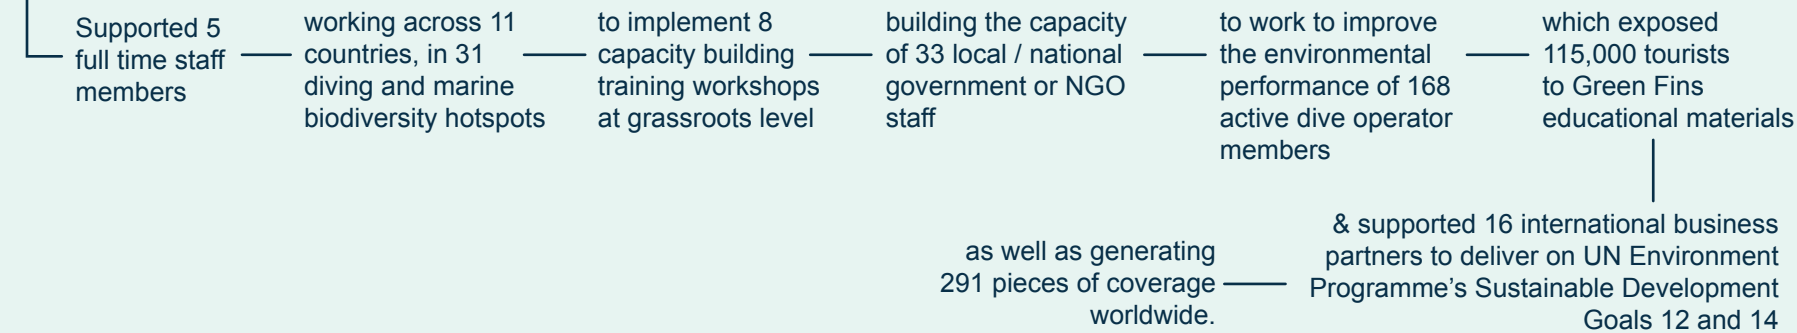 Supported 5
full time staff
members
working across 11
countries, in 31
diving and marine
biodiversity hotspots
to implement 8
capacity building
training workshops
at grassroots level
building the capacity
of 33 local / national
government or NGO
staff
to work to improve
the environmental
performance of 168
active dive operator
members
which exposed
115,000 tourists
to Green Fins
educational materials
& supported 16 international business
partners to deliver on UN Environment
Programme’s Sustainable Development
Goals 12 and 14
as well as generating
291 pieces of coverage
worldwide.